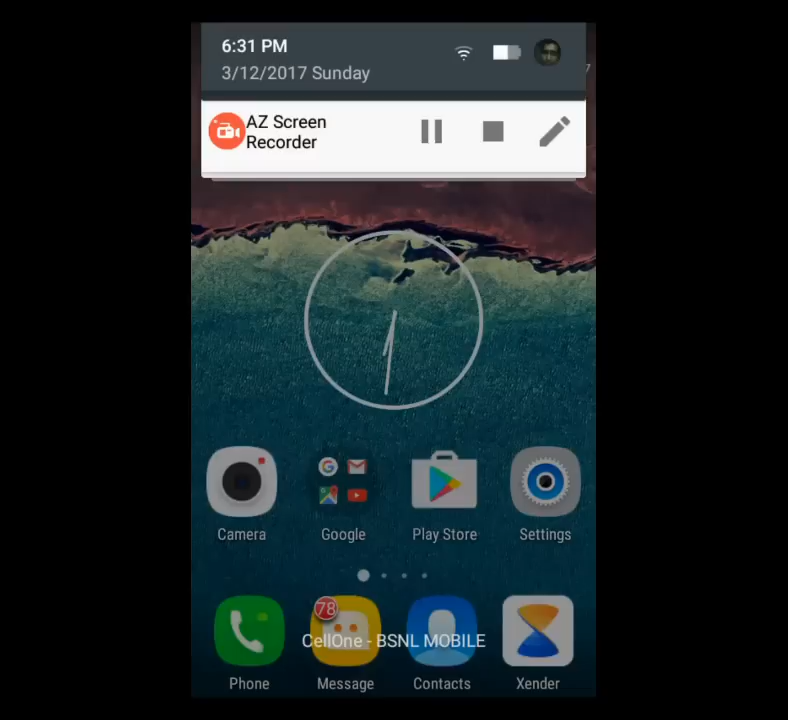 6:31 PM
3/12/2017 Sunday
7
AZ Screen
Recorder
Camera
Google
Play Store
Settings
78
CellOne - BSNL MOBILE
Phone
Message
Contacts
Xender